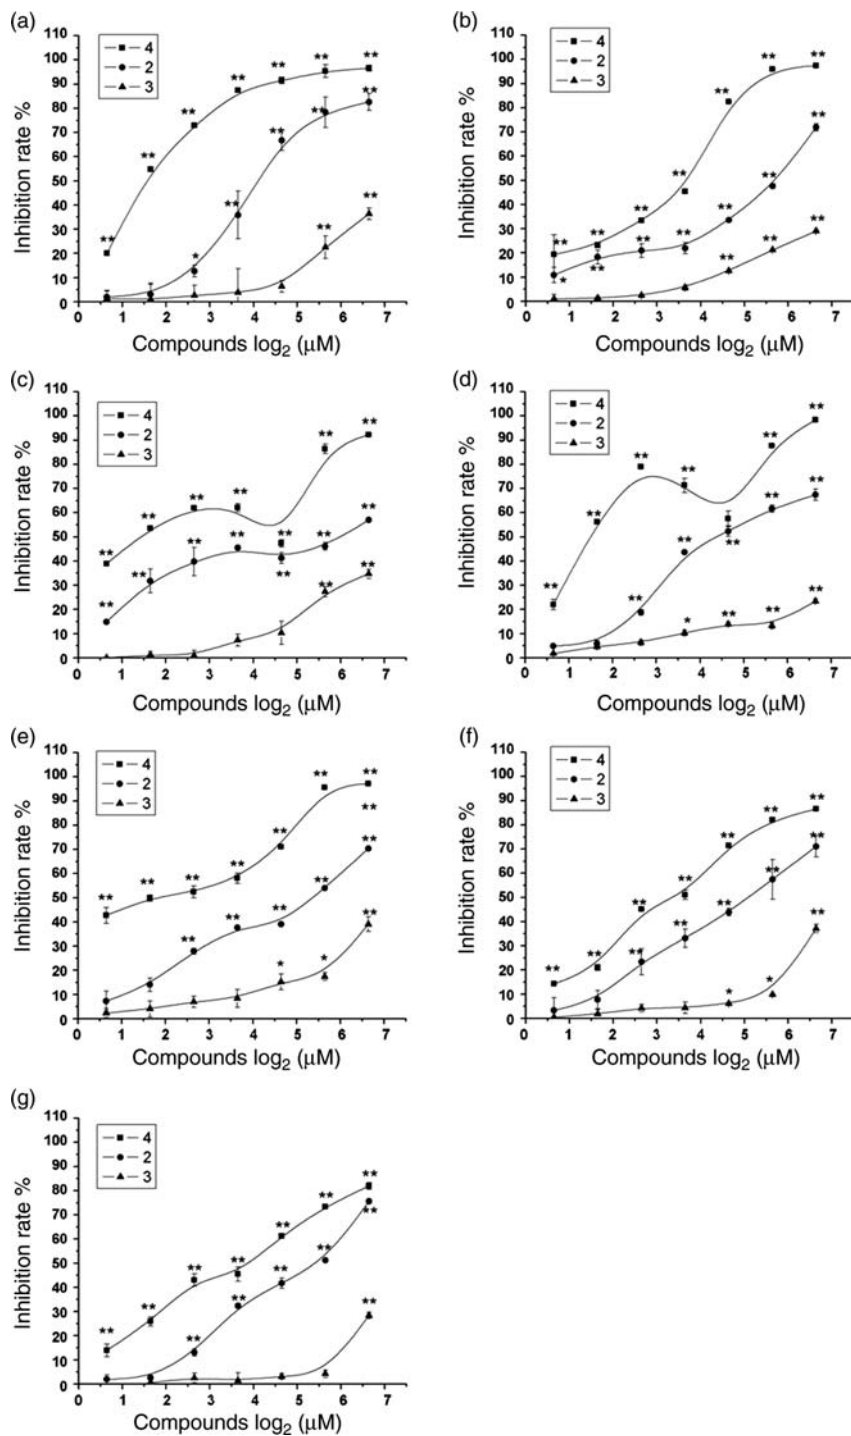 (a)
4
2
3
Inhibition rate %
110
100
90
80
70
60
50
40
30
20
10
0
** ** ** ** ** ** **
* ** ** ** **
** **
0 1 2 3 4 5 6 7
Compounds log₂ (μM)
(b)
4
2
3
Inhibition rate %
110
100
90
80
70
60
50
40
30
20
10
0
** ** ** ** ** ** **
* ** ** ** ** ** **
** ** **
0 1 2 3 4 5 6 7
Compounds log₂ (μM)
(c)
4
2
3
Inhibition rate %
110
100
90
80
70
60
50
40
30
20
10
0
** ** ** ** ** ** **
** ** ** ** ** ** **
** **
0 1 2 3 4 5 6 7
Compounds log₂ (μM)
(d)
4
2
3
Inhibition rate %
110
100
90
80
70
60
50
40
30
20
10
0
** ** ** ** ** ** **
** ** ** ** **
* ** ** **
0 1 2 3 4 5 6 7
Compounds log₂ (μM)
(e)
4
2
3
Inhibition rate %
110
100
90
80
70
60
50
40
30
20
10
0
** ** ** ** ** ** **
**
** ** ** ** **
* * **
0 1 2 3 4 5 6 7
Compounds log₂ (μM)
(f)
4
2
3
Inhibition rate %
110
100
90
80
70
60
50
40
30
20
10
0
** ** ** ** ** ** **
** ** ** ** **
* * **
0 1 2 3 4 5 6 7
Compounds log₂ (μM)
(g)
4
2
3
Inhibition rate %
110
100
90
80
70
60
50
40
30
20
10
0
** ** ** ** ** ** **
** ** ** ** **
**
0 1 2 3 4 5 6 7
Compounds log₂ (μM)